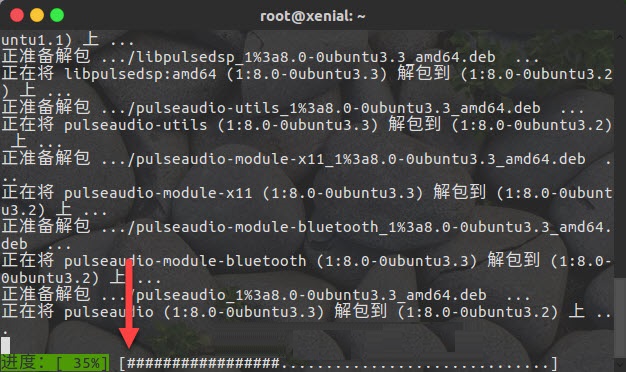 root@xenial: ~
untu1.1) 上 ...
正准备解包 .../libpulsedsp_1%3a8.0-0ubuntu3.3_amd64.deb  ...
正在将 libpulsedsp:amd64 (1:8.0-0ubuntu3.3) 解包到 (1:8.0-0ubuntu3.2
) 上 ...
正准备解包 .../pulseaudio-utils_1%3a8.0-0ubuntu3.3_amd64.deb  ...
正在将 pulseaudio-utils (1:8.0-0ubuntu3.3) 解包到 (1:8.0-0ubuntu3.2)
 上 ...
正准备解包 .../pulseaudio-module-x11_1%3a8.0-0ubuntu3.3_amd64.deb  .
..
正在将 pulseaudio-module-x11 (1:8.0-0ubuntu3.3) 解包到 (1:8.0-0ubunt
u3.2) 上 ...
正准备解包 .../pulseaudio-module-bluetooth_1%3a8.0-0ubuntu3.3_amd64.
deb  ...
正在将 pulseaudio-module-bluetooth (1:8.0-0ubuntu3.3) 解包到 (1:8.0-
0ubuntu3.2) 上 ...
正准备解包 .../pulseaudio_1%3a8.0-0ubuntu3.3_amd64.deb  ...
正在将 pulseaudio (1:8.0-0ubuntu3.3) 解包到 (1:8.0-0ubuntu3.2) 上 ..
.
进度：[ 35%] [#################..............................]